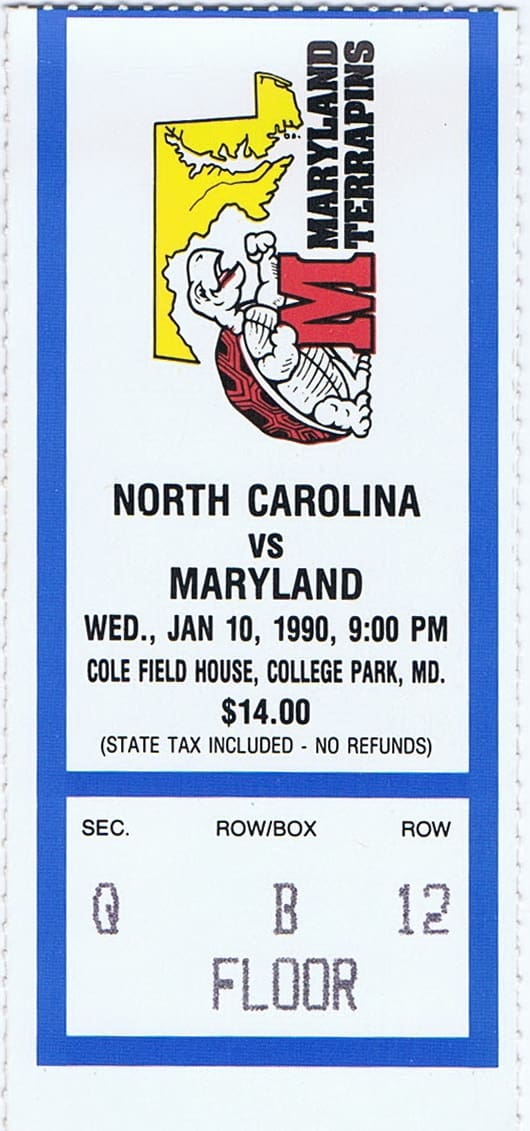 MARYLAND
TERRAPINS
M
NORTH CAROLINA
VS
MARYLAND
WED., JAN 10, 1990, 9:00 PM
COLE FIELD HOUSE, COLLEGE PARK, MD.
$14.00
(STATE TAX INCLUDED - NO REFUNDS)
SEC. ROW/BOX ROW
Q B 12
FLOOR